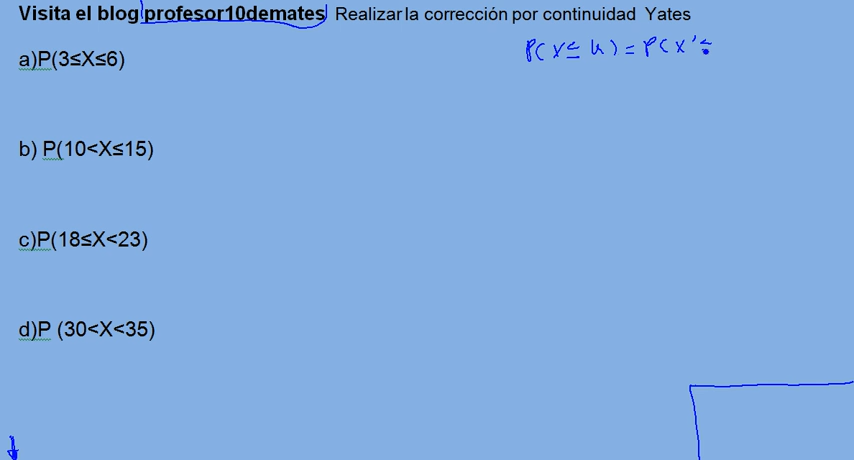 Visita el blog profesor10demates Realizar la corrección por continuidad Yates
P(X≤k)=P(X'≤
a)P(3≤X≤6)
b) P(10<X≤15)
c)P(18≤X<23)
d)P (30<X<35)